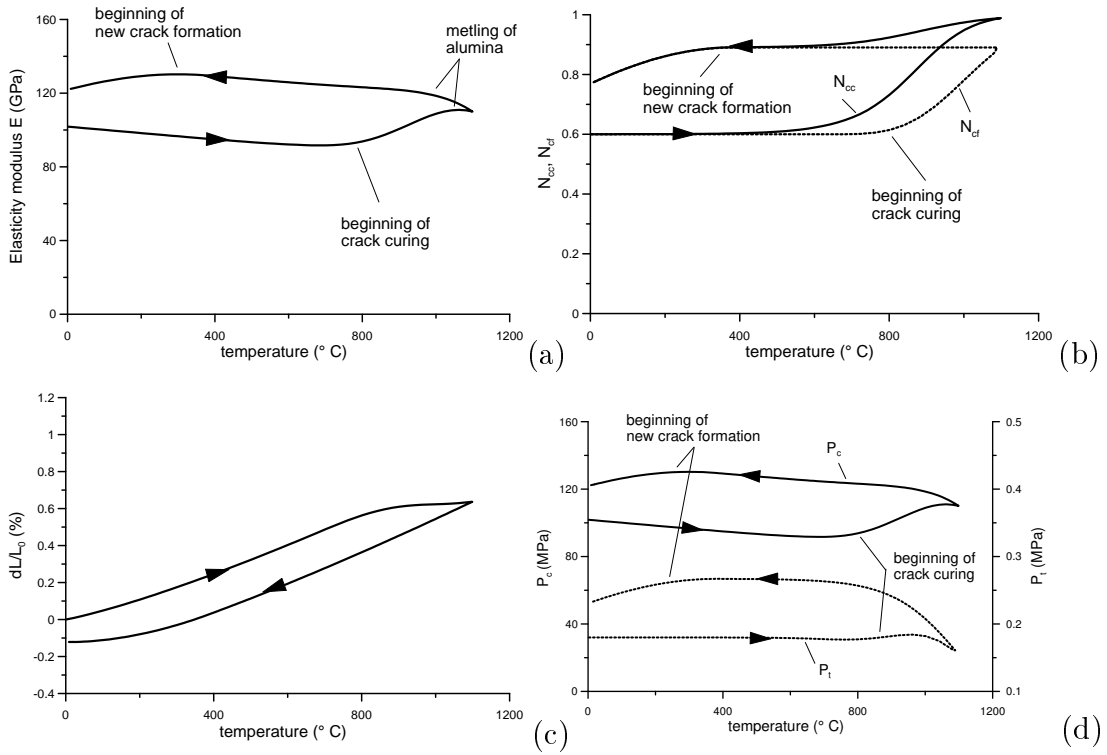 160
120
80
40
0
0
400
800
1200
Elasticity modulus E (GPa)
temperature (° C)
beginning of
new crack formation
metling of
alumina
beginning of
crack curing
(a)
1
0.8
0.6
0.4
0.2
0
400
800
1200
N_cc, N_cf
temperature (° C)
beginning of
new crack formation
N_cc
N_cf
beginning of
crack curing
(b)
1.2
1
0.8
0.6
0.4
0.2
0
-0.2
-0.4
0
400
800
1200
dL/L_0 (%)
temperature (° C)
(c)
160
120
80
40
0
0.5
0.4
0.3
0.2
0.1
0
400
800
1200
P_c (MPa)
P_t (MPa)
temperature (° C)
beginning of
new crack formation
P_c
beginning of
crack curing
P_t
(d)